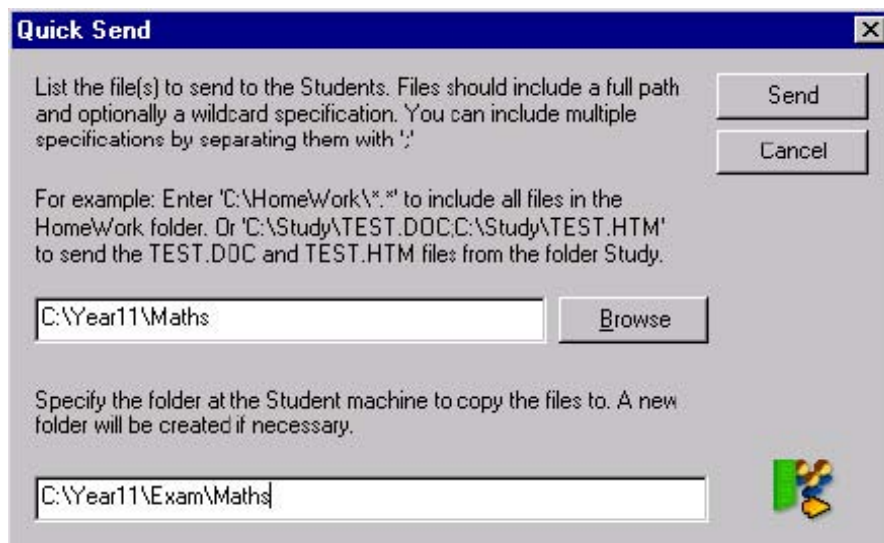 Quick Send
List the file(s) to send to the Students. Files should include a full path
and optionally a wildcard specification. You can include multiple
specifications by separating them with ';'
Send
Cancel
For example: Enter 'C:\HomeWork\*.*' to include all files in the
HomeWork folder. Or 'C:\Study\TEST.DOC;C:\Study\TEST.HTM'
to send the TEST.DOC and TEST.HTM files from the folder Study.
C:\Year11\Maths
Browse
Specify the folder at the Student machine to copy the files to. A new
folder will be created if necessary.
C:\Year11\Exam\Maths